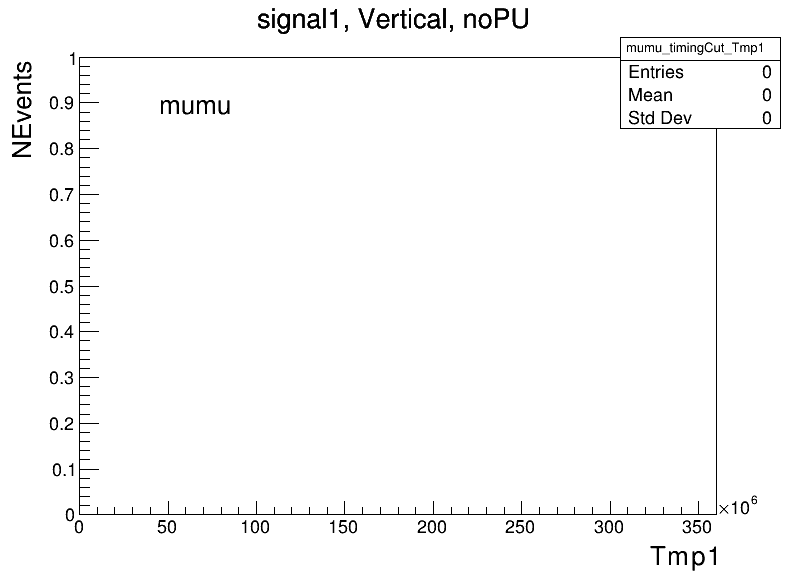 signal1, Vertical, noPU
mumu_timingCut_Tmp1
Entries 0
Mean 0
Std Dev 0
NEvents
mumu
1
0.9
0.8
0.7
0.6
0.5
0.4
0.3
0.2
0.1
0
0 50 100 150 200 250 300 350
×10⁶
Tmp1